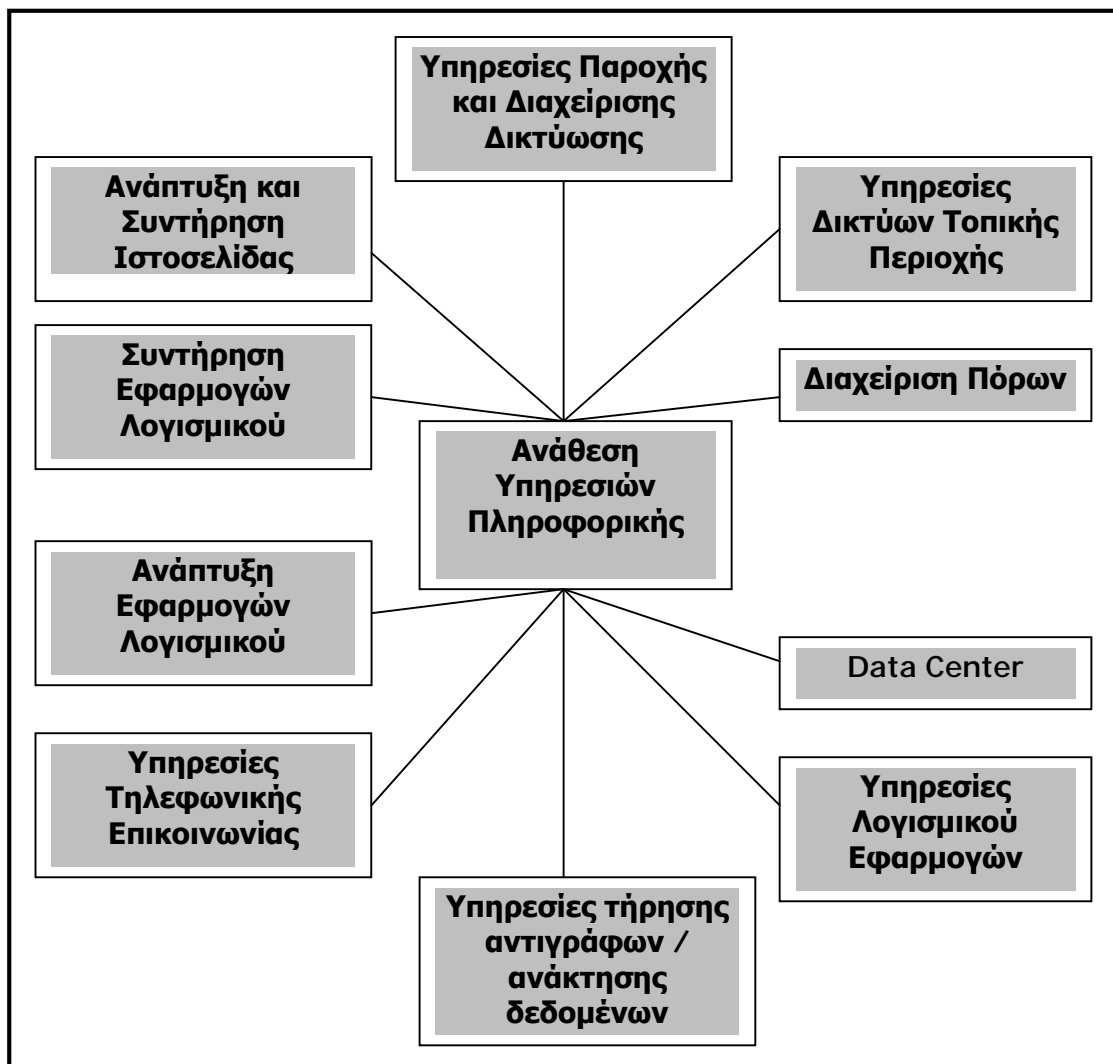 Υπηρεσίες Παροχής
και Διαχείρισης
Δικτύωσης
Ανάπτυξη και
Συντήρηση
Ιστοσελίδας
Υπηρεσίες
Δικτύων Τοπικής
Περιοχής
Συντήρηση
Εφαρμογών
Λογισμικού
Διαχείριση Πόρων
Ανάθεση
Υπηρεσιών
Πληροφορικής
Ανάπτυξη
Εφαρμογών
Λογισμικού
Data Center
Υπηρεσίες
Τηλεφωνικής
Επικοινωνίας
Υπηρεσίες
Λογισμικού
Εφαρμογών
Υπηρεσίες τήρησης
αντιγράφων /
ανάκτησης
δεδομένων